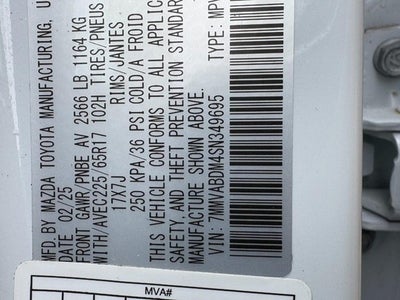 MFD. BY MAZDA TOYOTA MANUFACTURING, U
DATE 02/25
FRONT GAWR/PNBE AV 2566 LB 1164 KG
WITH/AVEC225/65R17 102H TIRES/PNEUS
17X7J RIMS/JANTES
250 KPA/36 PSI COLD/A FROID
THIS VEHICLE CONFORMS TO ALL APPLIC
SAFETY, AND THEFT PREVENTION STANDAR
MANUFACTURE SHOWN ABOVE.
VIN: 7MMVABDM4SN349695 TYPE: MPV
MVA#